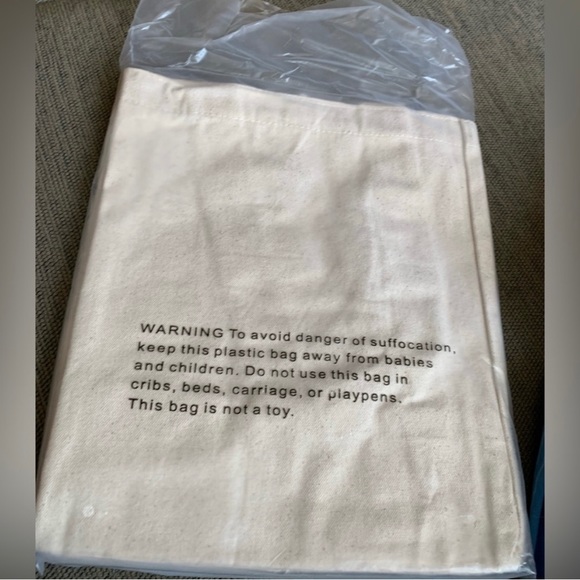 WARNING To avoid danger of suffocation,
keep this plastic bag away from babies
and children. Do not use this bag in
cribs, beds, carriage, or playpens.
This bag is not a toy.